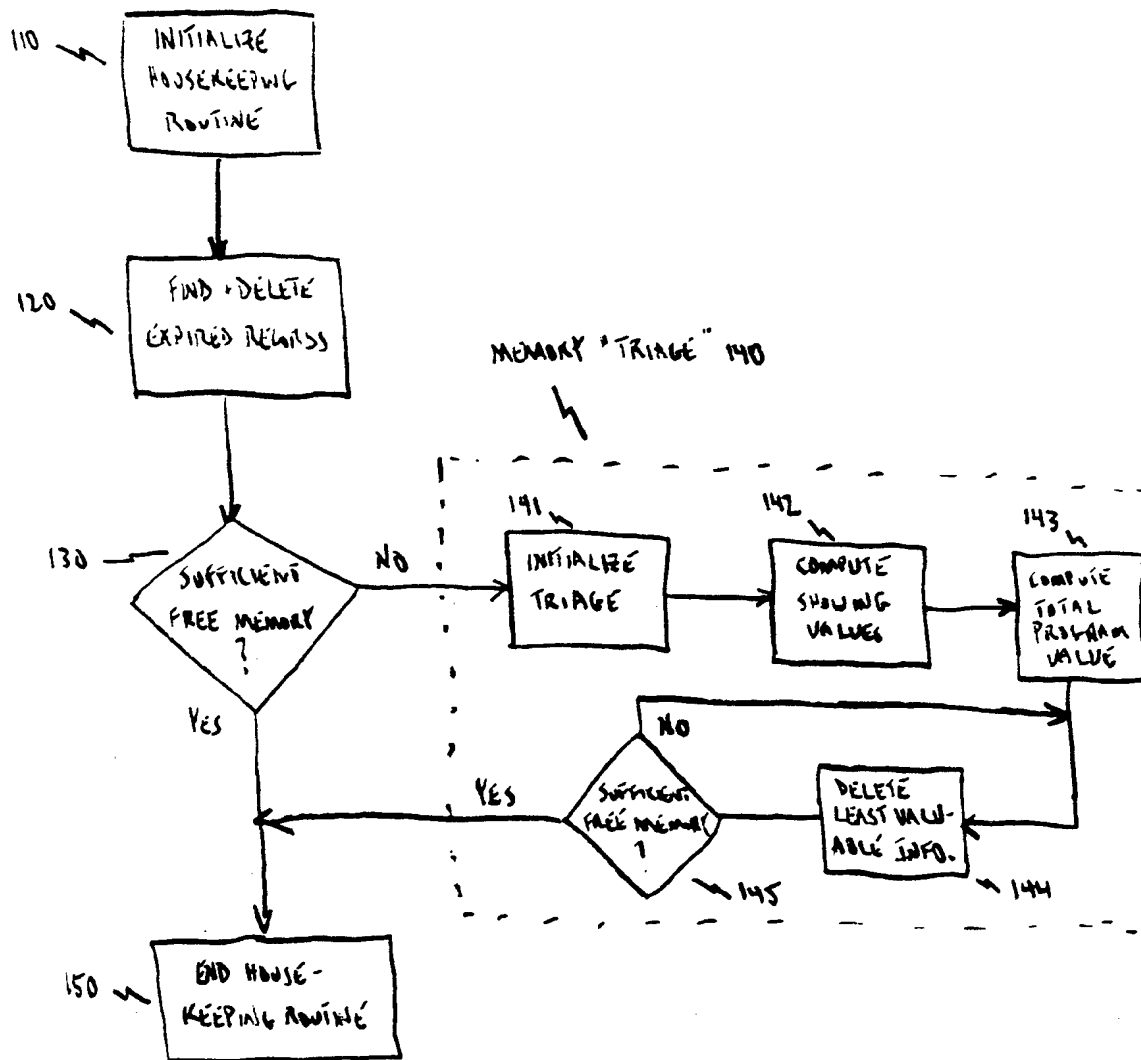 110
INITIALIZE
HOUSEKEEPING
ROUTINE
120
FIND + DELETE
EXPIRED RECORDS
MEMORY "TRIAGE" 140
130
SUFFICIENT
FREE MEMORY
?
NO
YES
141
INITIALIZE
TRIAGE
142
COMPUTE
SHOWING
VALUES
143
COMPUTE
TOTAL
PROGRAM
VALUE
NO
YES
SUFFICIENT
FREE MEMORY
?
145
DELETE
LEAST VALU-
ABLE INFO.
144
150
END HOUSE-
KEEPING ROUTINE